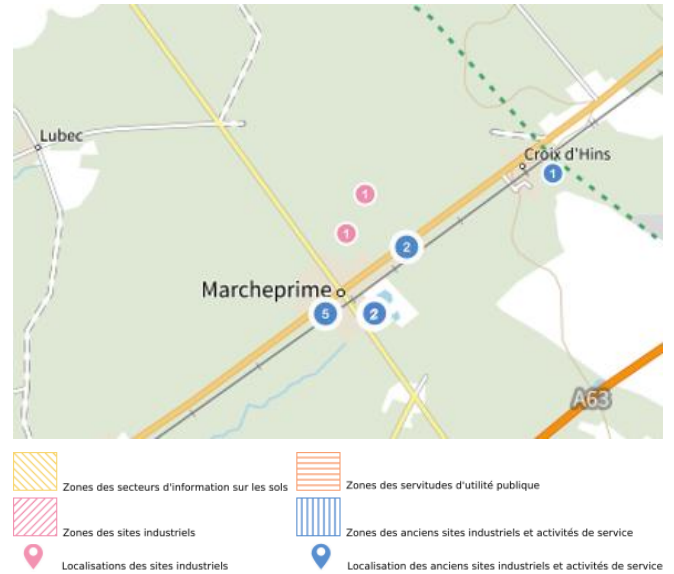 Lubec
Croix d'Hins
1
1
1
2
Marcheprime
5
2
A63
Zones des secteurs d'information sur les sols
Zones des servitudes d'utilité publique
Zones des sites industriels
Zones des anciens sites industriels et activités de service
Localisations des sites industriels
Localisation des anciens sites industriels et activités de service